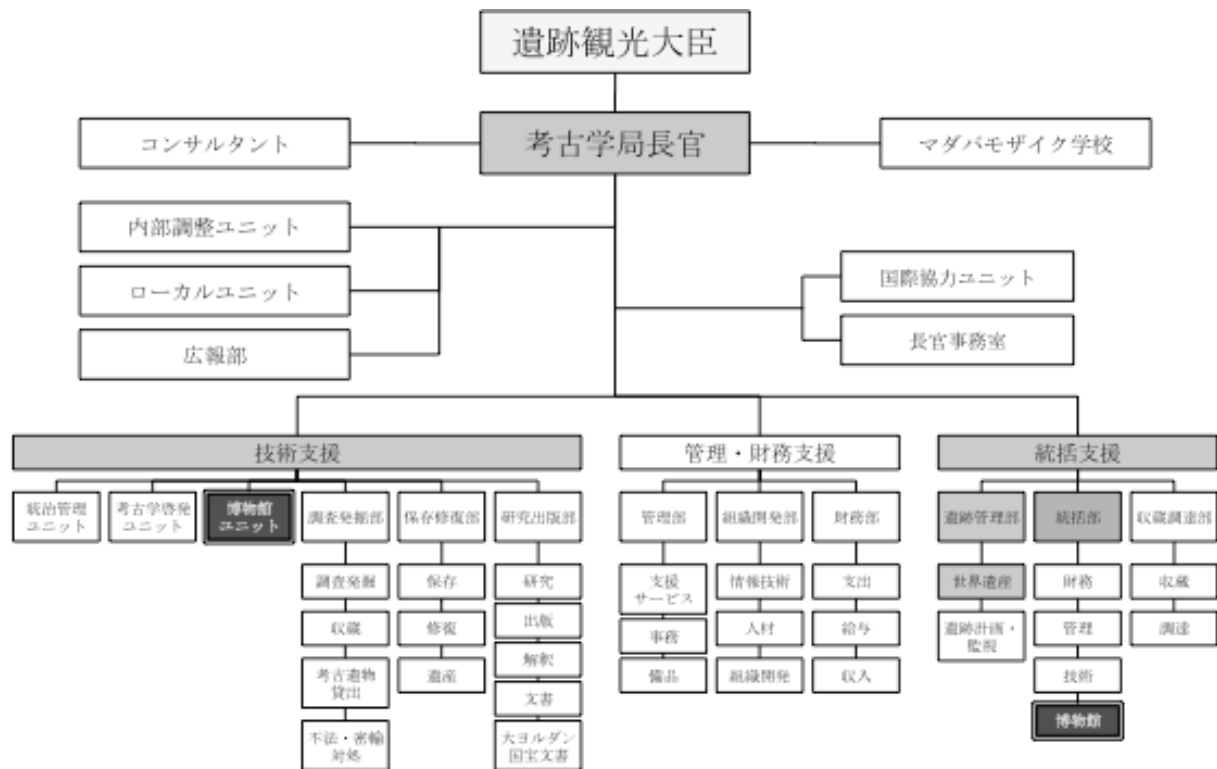 遺跡観光大臣
考古学局長官
コンサルタント
マダバモザイク学校
内部調整ユニット
ローカルユニット
広報部
国際協力ユニット
長官事務室
技術支援
管理・財務支援
統括支援
統治管理
ユニット
考古学啓発
ユニット
博物館
ユニット
調査発掘部
保存修復部
研究出版部
管理部
組織開発部
財務部
遺跡管理部
統括部
収蔵調達部
調査発掘
収蔵
考古遺物
貸出
不法・密輸
対処
保存
修復
遺産
研究
出版
解釈
文書
大ヨルダン
国宝文書
支援
サービス
事務
備品
情報技術
人材
組織開発
支出
給与
収入
世界遺産
遺跡計画・
監視
財務
管理
技術
博物館
収蔵
調達